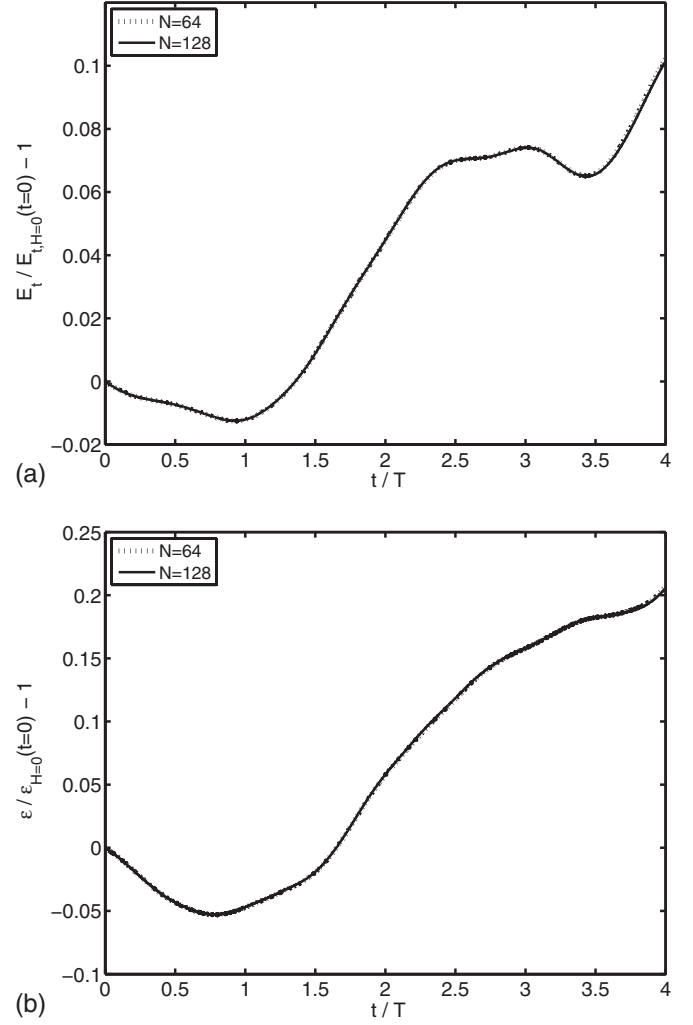 N=64
N=128
0.1
0.08
0.06
0.04
0.02
0
−0.02
E_t / E_{t,H=0}(t=0) − 1
0 0.5 1 1.5 2 2.5 3 3.5 4
t / T
(a)
N=64
N=128
0.25
0.2
0.15
0.1
0.05
0
−0.05
−0.1
ε / ε_{H=0}(t=0) − 1
0 0.5 1 1.5 2 2.5 3 3.5 4
t / T
(b)